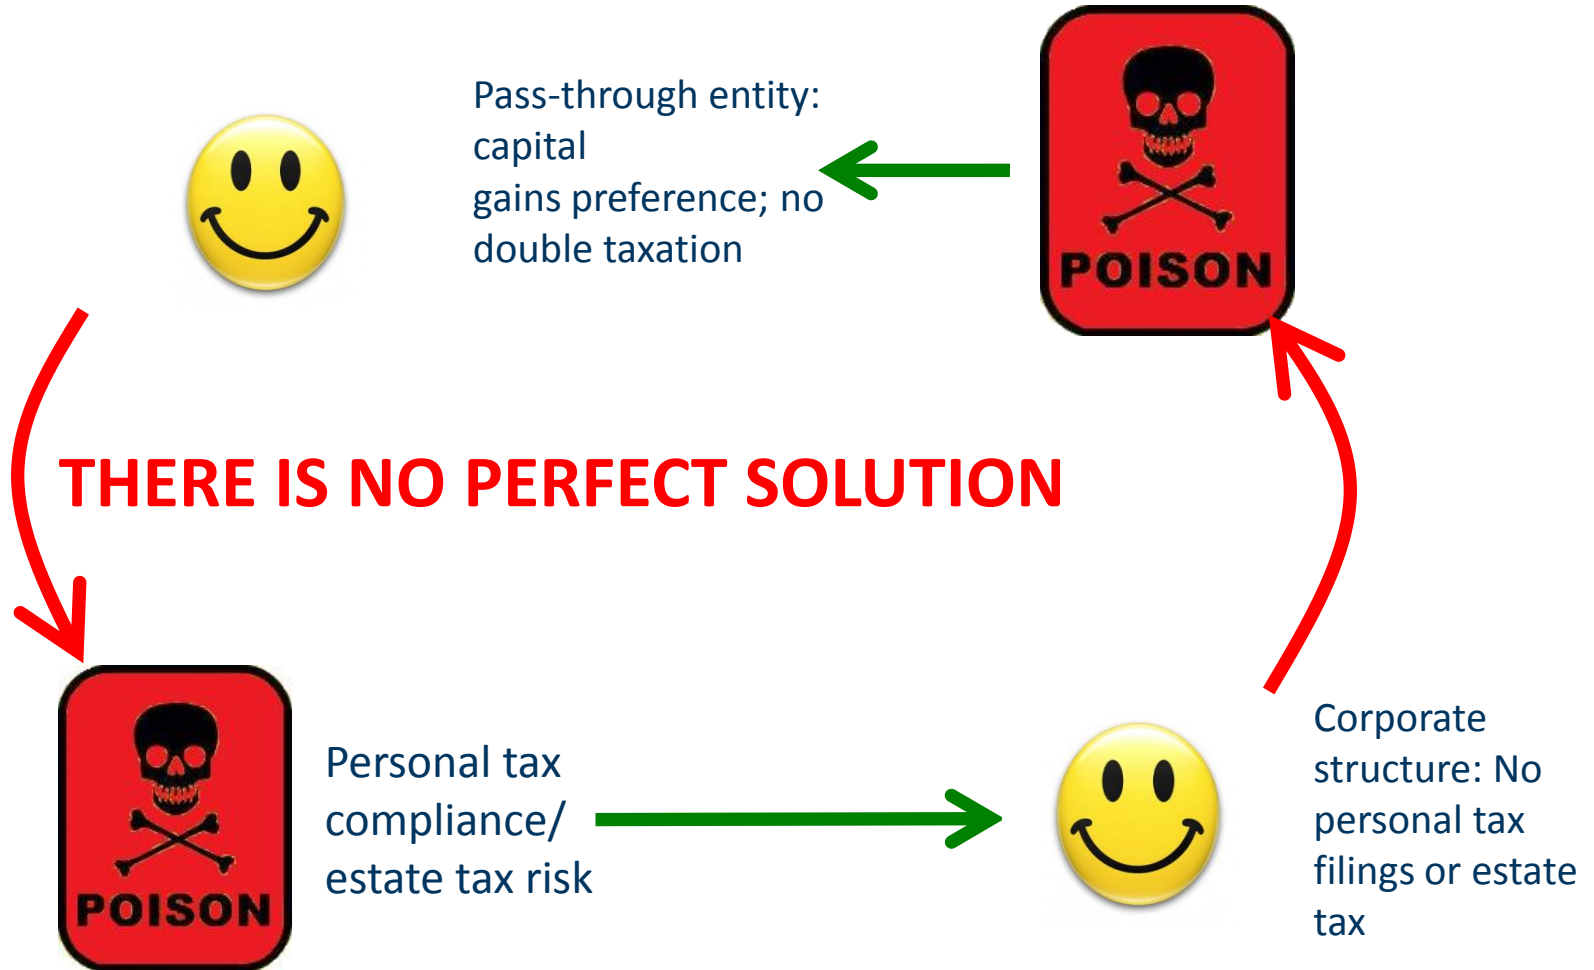 Pass-through entity:
capital
gains preference; no
double taxation
POISON
THERE IS NO PERFECT SOLUTION
POISON
Personal tax
compliance/
estate tax risk
Corporate
structure: No
personal tax
filings or estate
tax